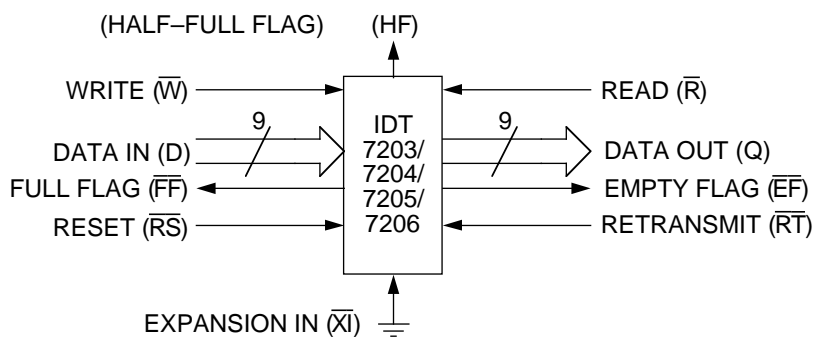 (HALF–FULL FLAG) (HF)
WRITE (W̅) READ (R̅)
9 IDT 9
DATA IN (D) 7203/ DATA OUT (Q)
7204/
FULL FLAG (F̅F̅) EMPTY FLAG (E̅F̅)
7205/
RESET (R̅S̅) 7206 RETRANSMIT (R̅T̅)
EXPANSION IN (X̅I̅)